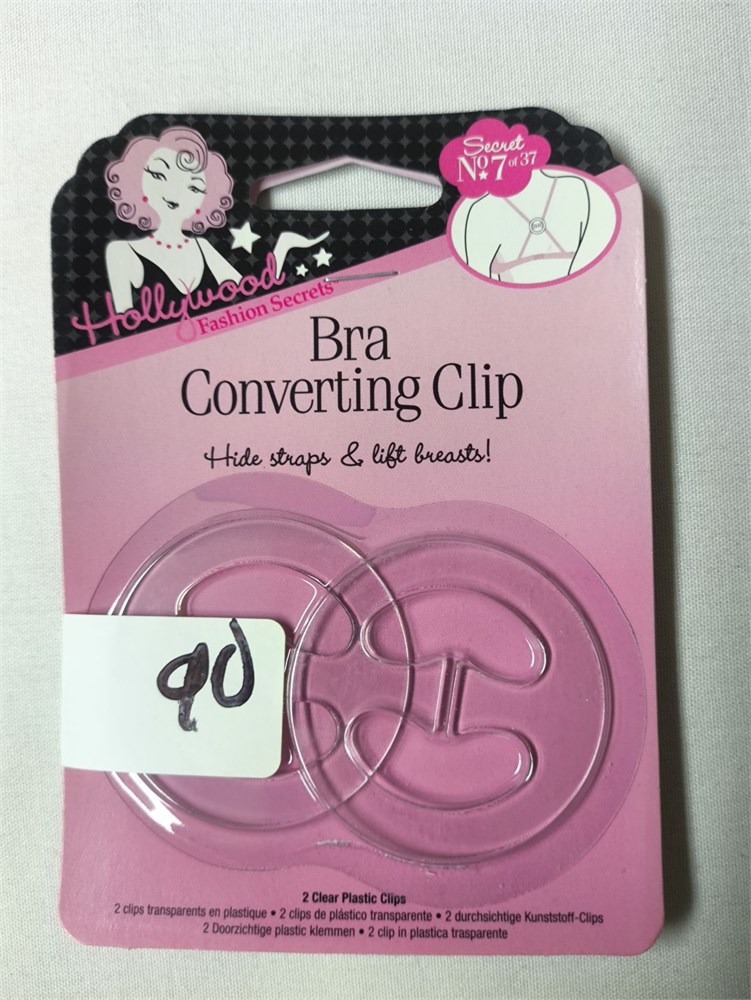 Secret
No 7 of 37
Hollywood
Fashion Secrets
Bra
Converting Clip
Hide straps & lift breasts!
90
2 Clear Plastic Clips
2 clips transparents en plastique • 2 clips de plástico transparente • 2 durchsichtige Kunststoff-Clips
2 Doorzichtige plastic klemmen • 2 clip in plastica trasparente